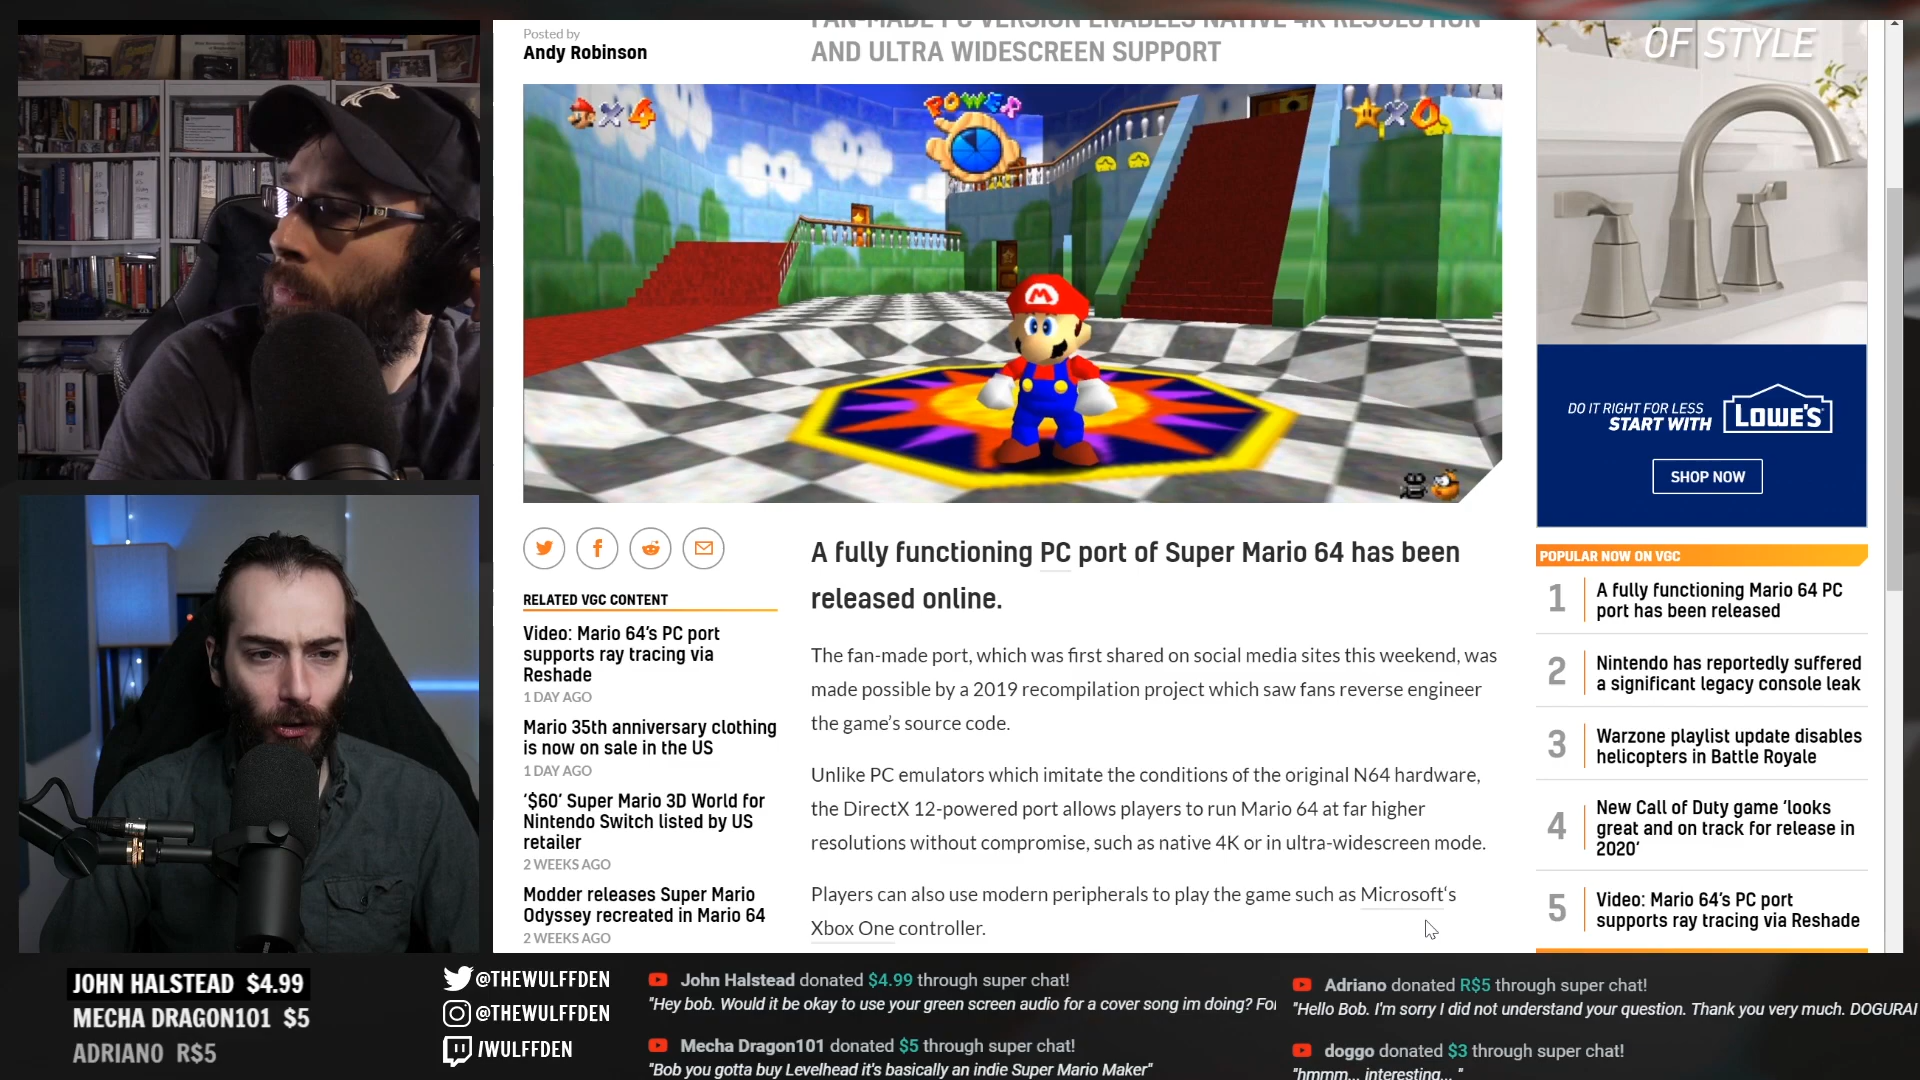 FAN-MADE PC VERSION ENABLES NATIVE 4K RESOLUTION
AND ULTRA WIDESCREEN SUPPORT
Posted by
Andy Robinson
×4
POWER
×0
M
RELATED VGC CONTENT
Video: Mario 64's PC port
supports ray tracing via
Reshade
1 DAY AGO
Mario 35th anniversary clothing
is now on sale in the US
1 DAY AGO
‘$60’ Super Mario 3D World for
Nintendo Switch listed by US
retailer
2 WEEKS AGO
Modder releases Super Mario
Odyssey recreated in Mario 64
2 WEEKS AGO
A fully functioning PC port of Super Mario 64 has been
released online.
The fan-made port, which was first shared on social media sites this weekend, was
made possible by a 2019 recompilation project which saw fans reverse engineer
the game’s source code.
Unlike PC emulators which imitate the conditions of the original N64 hardware,
the DirectX 12-powered port allows players to run Mario 64 at far higher
resolutions without compromise, such as native 4K or in ultra-widescreen mode.
Players can also use modern peripherals to play the game such as Microsoft‘s
Xbox One controller.
OF STYLE
DO IT RIGHT FOR LESS
START WITH
LOWE'S
SHOP NOW
POPULAR NOW ON VGC
1 A fully functioning Mario 64 PC
port has been released
2 Nintendo has reportedly suffered
a significant legacy console leak
3 Warzone playlist update disables
helicopters in Battle Royale
4 New Call of Duty game ‘looks
great and on track for release in
2020’
5 Video: Mario 64’s PC port
supports ray tracing via Reshade
JOHN HALSTEAD $4.99
MECHA DRAGON101 $5
ADRIANO R$5
@THEWULFFDEN
@THEWULFFDEN
/WULFFDEN
John Halstead donated $4.99 through super chat!
"Hey bob. Would it be okay to use your green screen audio for a cover song im doing? For
Mecha Dragon101 donated $5 through super chat!
"Bob you gotta buy Levelhead it's basically an indie Super Mario Maker"
Adriano donated R$5 through super chat!
"Hello Bob. I'm sorry I did not understand your question. Thank you very much. DOGURAI
doggo donated $3 through super chat!
"hmmm... interesting... "